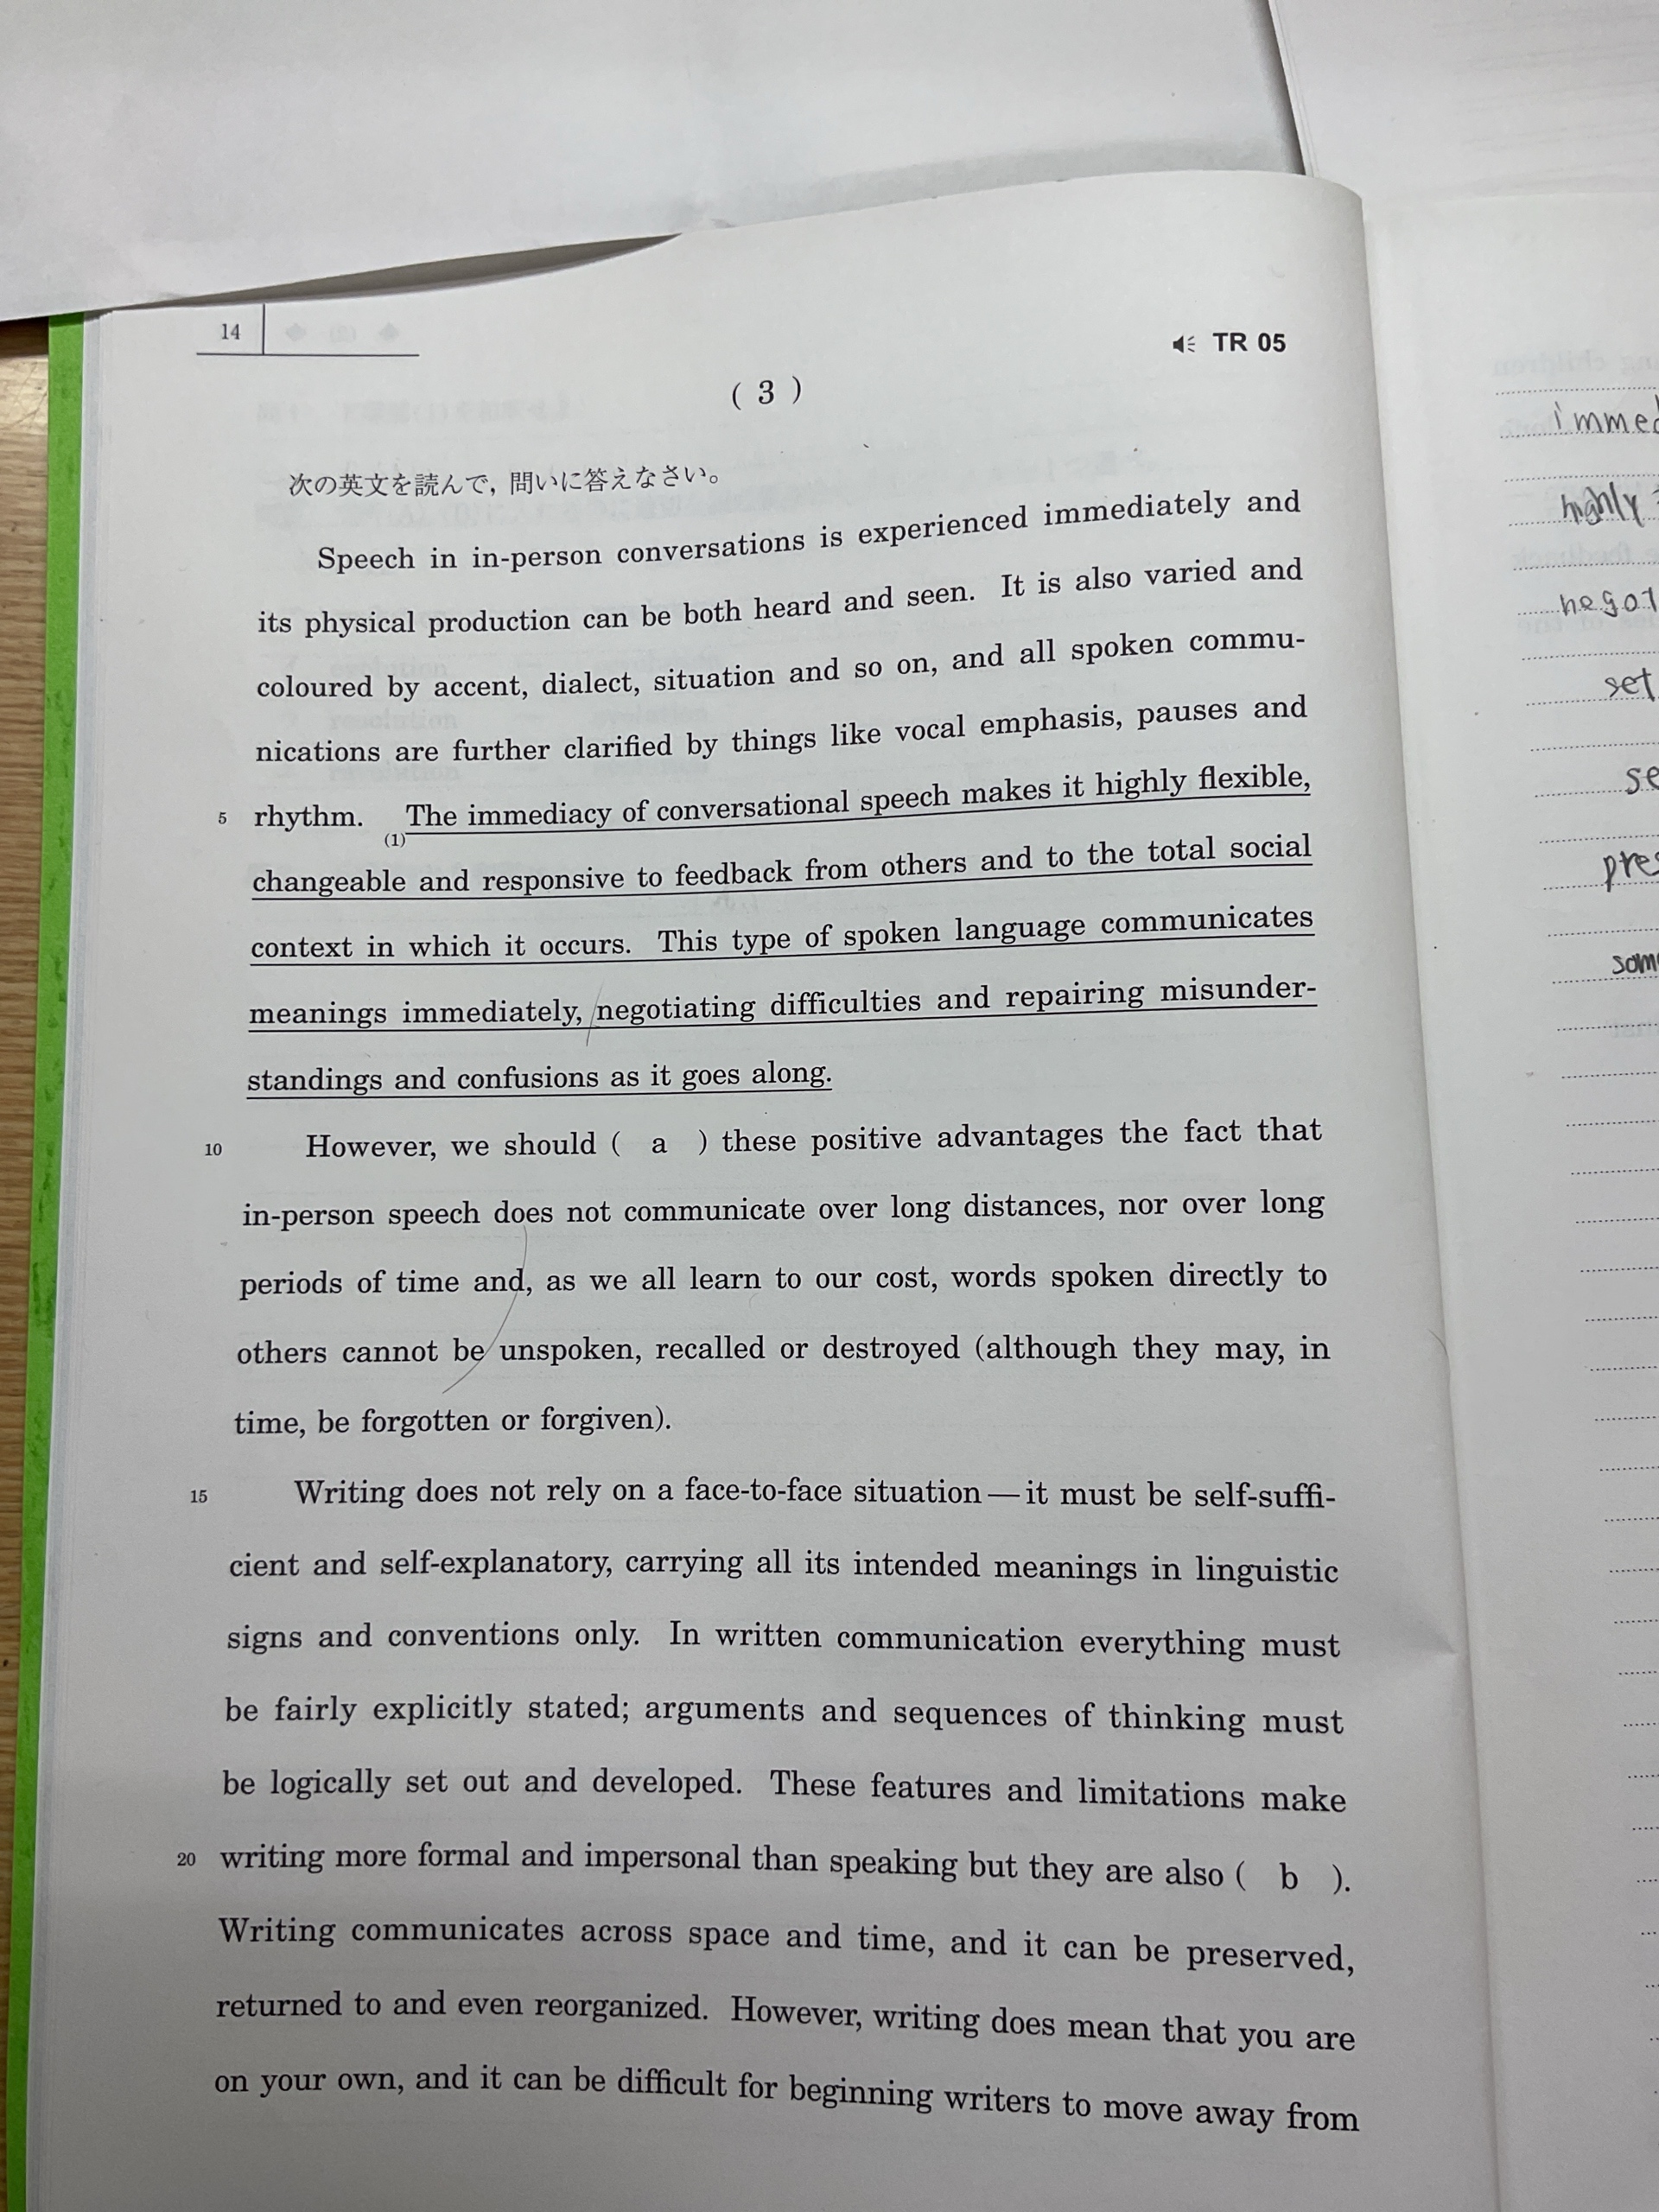 14
TR 05
( 3 )
次の英文を読んで，問いに答えなさい。
Speech in in-person conversations is experienced immediately and
its physical production can be both heard and seen. It is also varied and
coloured by accent, dialect, situation and so on, and all spoken commu-
nications are further clarified by things like vocal emphasis, pauses and
5 rhythm. (1)The immediacy of conversational speech makes it highly flexible,
changeable and responsive to feedback from others and to the total social
context in which it occurs. This type of spoken language communicates
meanings immediately, negotiating difficulties and repairing misunder-
standings and confusions as it goes along.
10 However, we should ( a ) these positive advantages the fact that
in-person speech does not communicate over long distances, nor over long
periods of time and, as we all learn to our cost, words spoken directly to
others cannot be unspoken, recalled or destroyed (although they may, in
time, be forgotten or forgiven).
15 Writing does not rely on a face-to-face situation — it must be self-suffi-
cient and self-explanatory, carrying all its intended meanings in linguistic
signs and conventions only. In written communication everything must
be fairly explicitly stated; arguments and sequences of thinking must
be logically set out and developed. These features and limitations make
20 writing more formal and impersonal than speaking but they are also ( b ).
Writing communicates across space and time, and it can be preserved,
returned to and even reorganized. However, writing does mean that you are
on your own, and it can be difficult for beginning writers to move away from
immed
highly
negot
set
se
pres
som